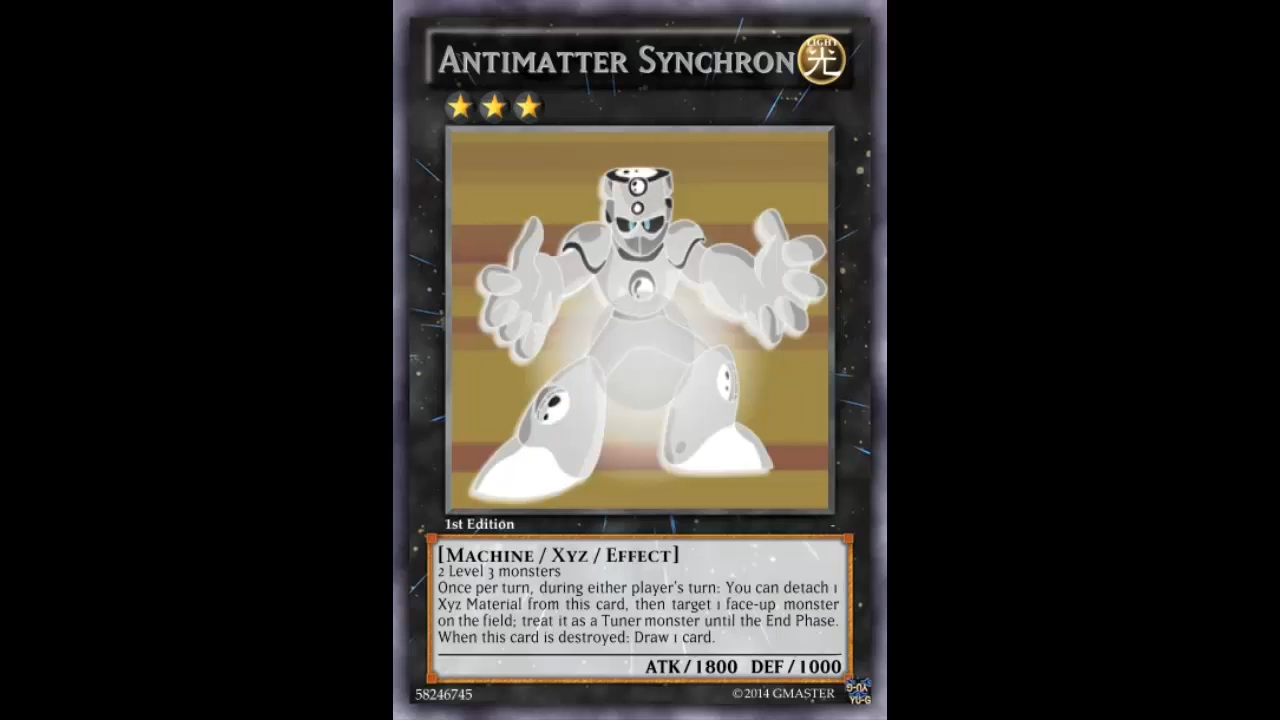 ANTIMATTER SYNCHRON
LIGHT
光
1st Edition -
[MACHINE / XYZ / EFFECT]
2 Level 3 monsters
Once per turn, during either player's turn: You can detach 1
Xyz Material from this card, then target 1 face-up monster
on the field; treat it as a Tuner monster until the End Phase.
When this card is destroyed: Draw 1 card.
ATK / 1800 DEF / 1000
58246745 ©2014 GMASTER
YU-G